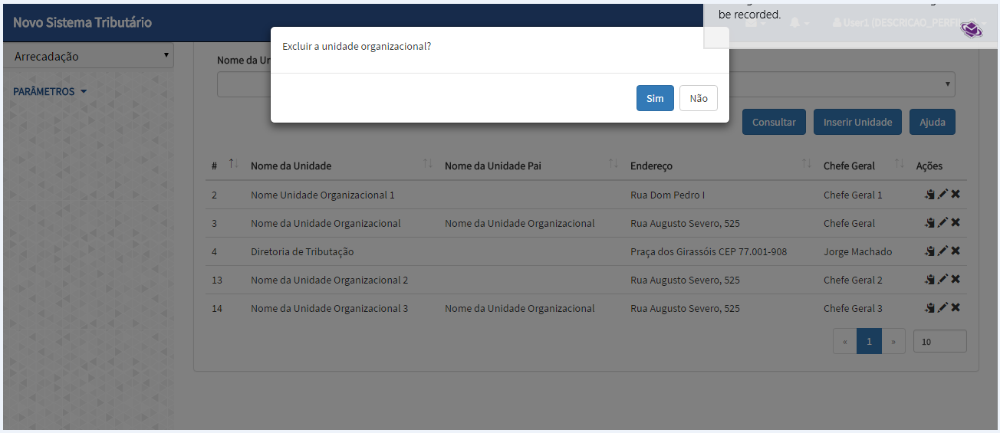 be recorded.
Novo Sistema Tributário
User1 (DESCRICAO_PERFIL
Excluir a unidade organizacional?
Arrecadação
Nome da Un
PARÂMETROS
Sim Não
Consultar Inserir Unidade Ajuda
# Nome da Unidade Nome da Unidade Pai Endereço Chefe Geral Ações
2 Nome Unidade Organizacional 1 Rua Dom Pedro I Chefe Geral 1
3 Nome da Unidade Organizacional Nome da Unidade Organizacional Rua Augusto Severo, 525 Chefe Geral
4 Diretoria de Tributação Praça dos Girassóis CEP 77.001-908 Jorge Machado
13 Nome da Unidade Organizacional 2 Rua Augusto Severo, 525 Chefe Geral 2
14 Nome da Unidade Organizacional 3 Nome da Unidade Organizacional Rua Augusto Severo, 525 Chefe Geral 3
« 1 » 10